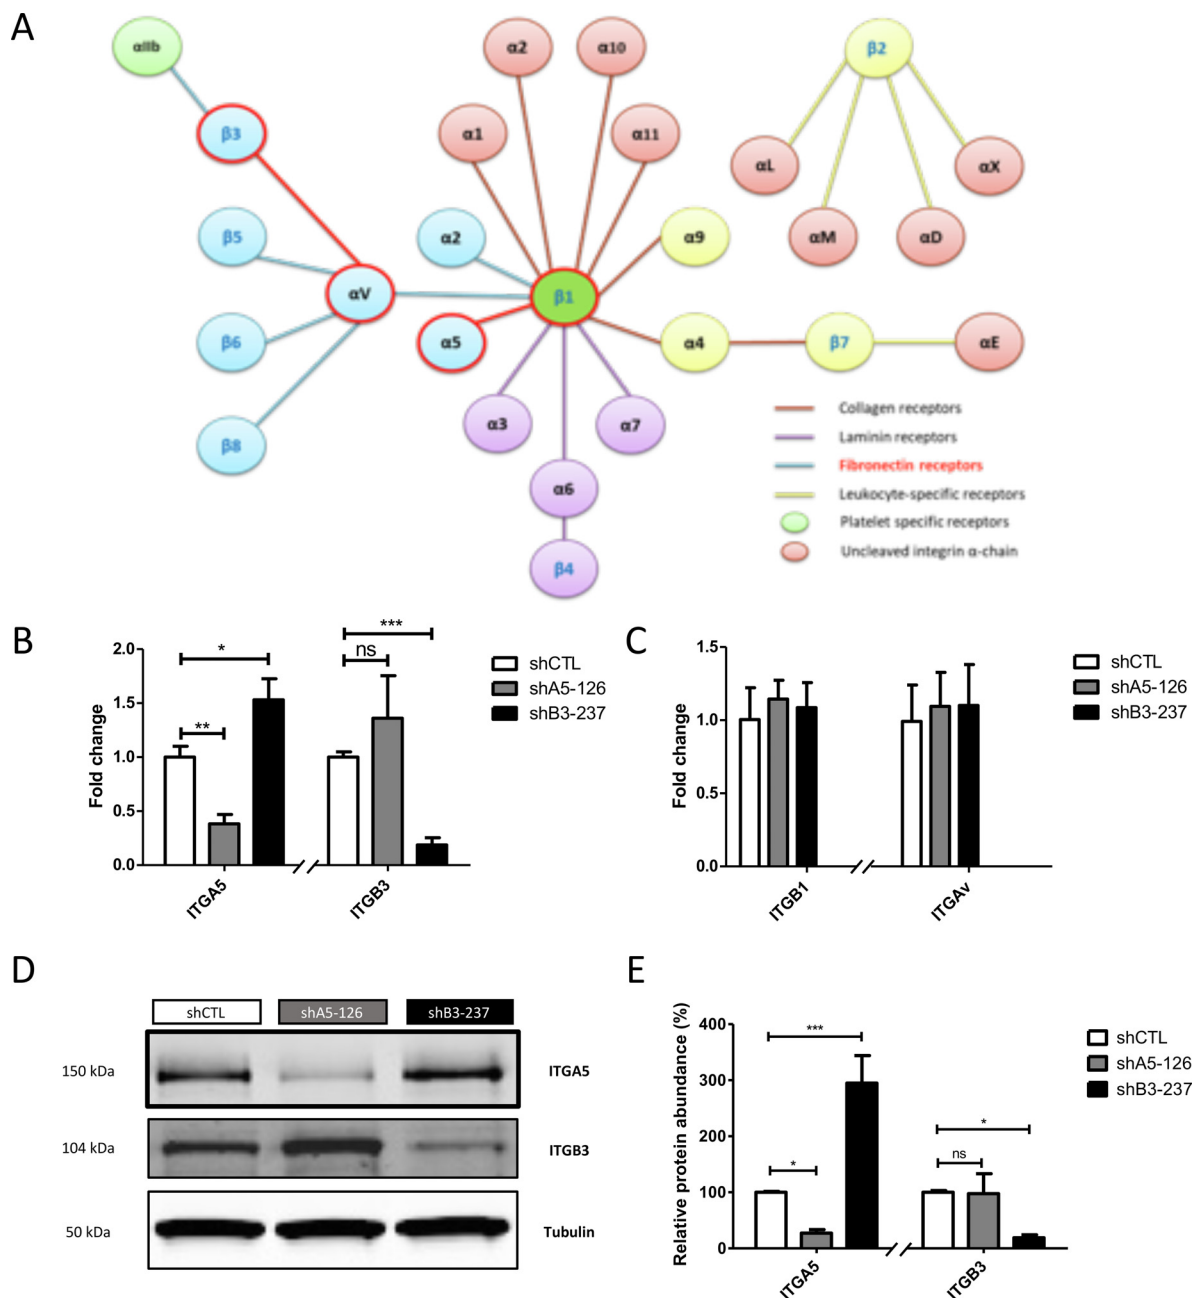 A
αIIb
α2
α10
β2
β3
α1
α11
αL
αX
β5
α2
α9
αM
αD
αV
β1
β6
α5
α4
β7
αE
β8
α3
α7
α6
β4
Collagen receptors
Laminin receptors
Fibronectin receptors
Leukocyte-specific receptors
Platelet specific receptors
Uncleaved integrin α-chain
B
Fold change
2.0
1.5
1.0
0.5
0.0
*
**
ns
***
ITGA5
ITGB3
shCTL
shA5-126
shB3-237
C
Fold change
1.5
1.0
0.5
0.0
ITGB1
ITGAv
shCTL
shA5-126
shB3-237
D
shCTL
shA5-126
shB3-237
150 kDa
ITGA5
104 kDa
ITGB3
50 kDa
Tubulin
E
Relative protein abundance (%)
400
300
200
100
0
***
*
*
ns
ITGA5
ITGB3
shCTL
shA5-126
shB3-237